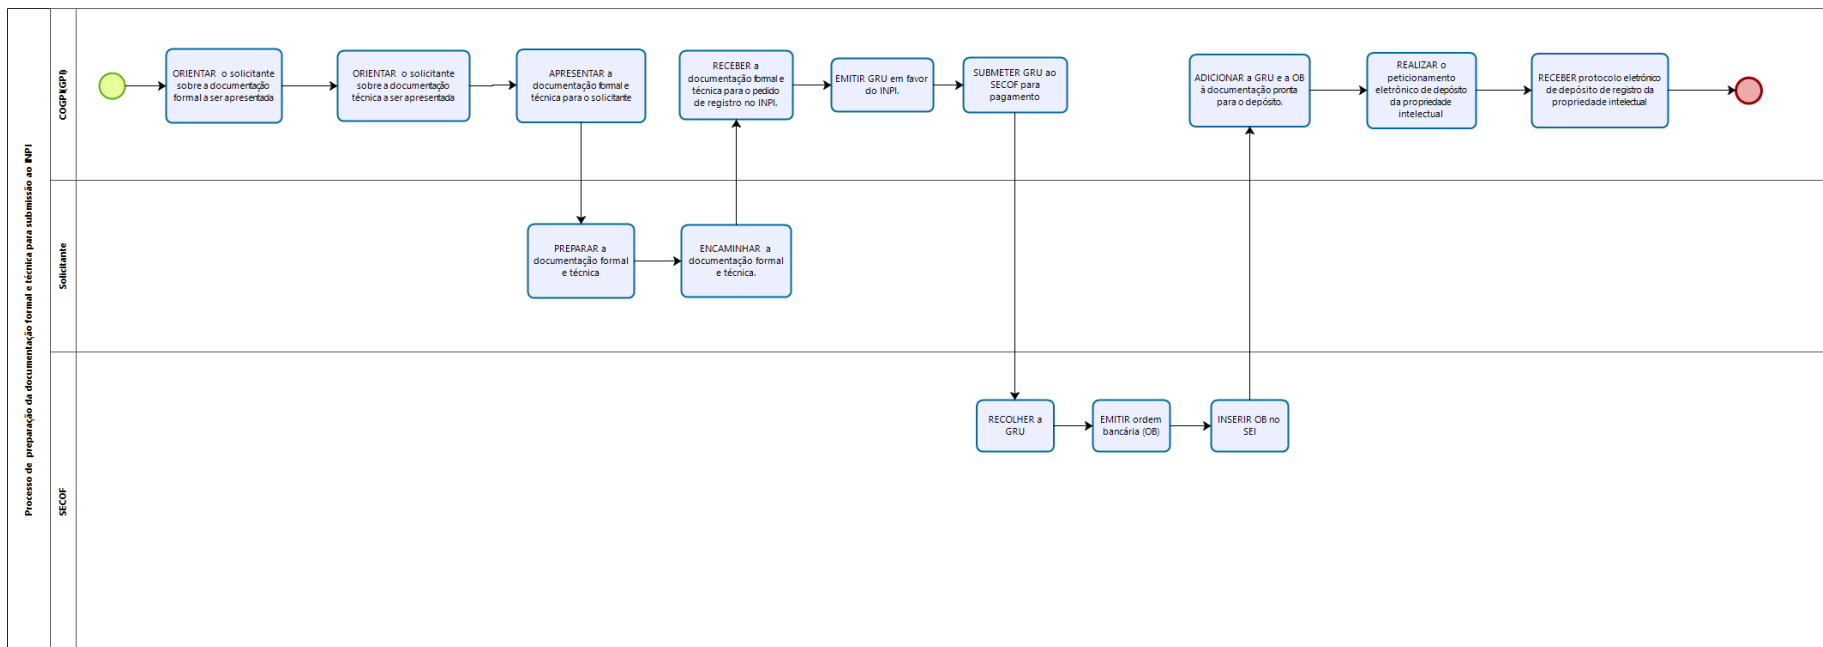 Processo de preparação da documentação formal e técnica para submissão ao INPI
COGPI(GPI)
ORIENTAR o solicitante
sobre a documentação
formal a ser apresentada
ORIENTAR o solicitante
sobre a documentação
técnica a ser apresentada
APRESENTAR a
documentação formal e
técnica para o solicitante
RECEBER a
documentação formal e
técnica para o pedido
de registro no INPI.
EMITIR GRU em favor
do INPI.
SUBMETER GRU ao
SECOF para
pagamento
ADICIONAR a GRU e a OB
à documentação pronta
para o depósito.
REALIZAR o
peticionamento
eletrônico de depósito
da propriedade
intelectual
RECEBER protocolo eletrônico
de depósito de registro da
propriedade intelectual
Solicitante
PREPARAR a
documentação formal
e técnica
ENCAMINHAR a
documentação formal
e técnica.
SECOF
RECOLHER a
GRU
EMITIR ordem
bancária (OB)
INSERIR OB no
SEI